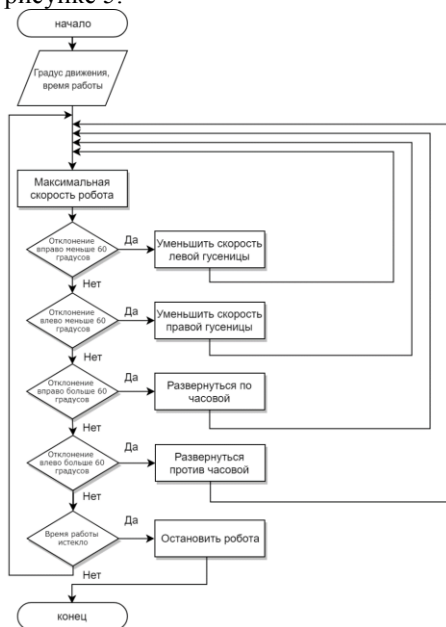 рисунке 5.
начало
Градус движения,
время работы
Максимальная
скорость робота
Отклонение
вправо меньше 60
градусов
Да
Уменьшить скорость
левой гусеницы
Нет
Отклонение
влево меньше 60
градусов
Да
Уменьшить скорость
правой гусеницы
Нет
Отклонение
вправо больше 60
градусов
Да
Развернуться по
часовой
Нет
Отклонение
влево больше 60
градусов
Да
Развернуться
против часовой
Нет
Время работы
истекло
Да
Остановить робота
Нет
конец